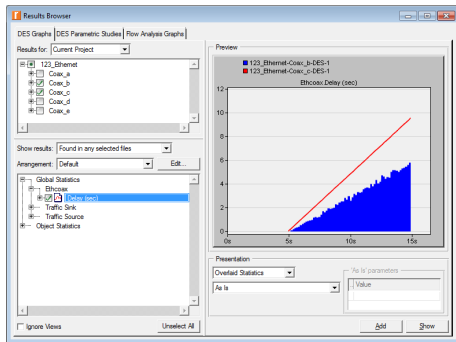 Results Browser
DES Graphs DES Parametric Studies Flow Analysis Graphs
Results for: Current Project
123_Ethernet
Coax_a
Coax_b
Coax_c
Coax_d
Coax_e
Show results: Found in any selected files
Arrangement: Default Edit...
Global Statistics
Ethcoax
Delay (sec)
Traffic Sink
Traffic Source
Object Statistics
Ignore Views Unselect All
Preview
123_Ethernet-Coax_b-DES-1
123_Ethernet-Coax_c-DES-1
Ethcoax.Delay (sec)
12
10
8
6
4
2
0
0s 5s 10s 15s
Presentation
Overlaid Statistics
As Is
'As Is' parameters
Value
Add Show